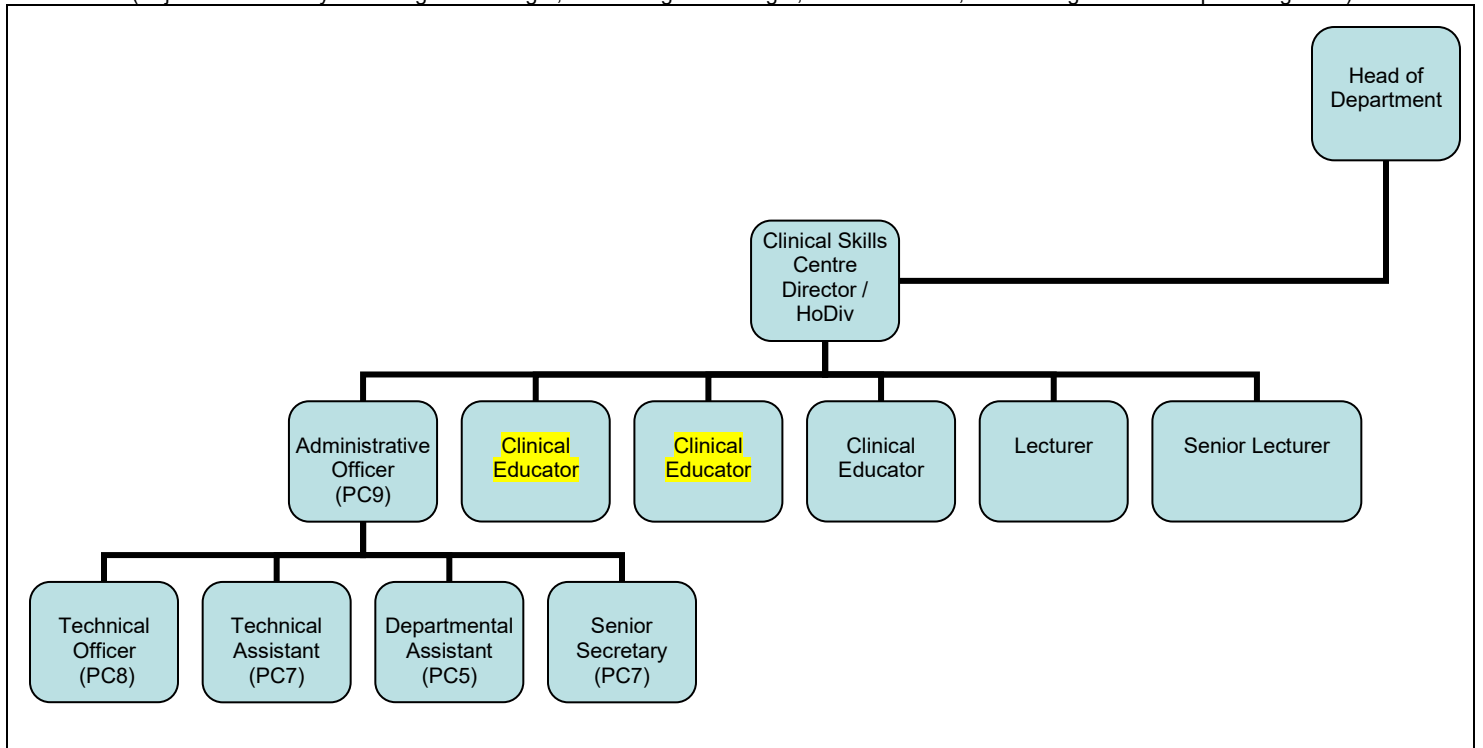 Head of
Department
Clinical Skills
Centre
Director /
HoDiv
Administrative
Officer
(PC9)
Clinical
Educator
Clinical
Educator
Clinical
Educator
Lecturer
Senior Lecturer
Technical
Officer
(PC8)
Technical
Assistant
(PC7)
Departmental
Assistant
(PC5)
Senior
Secretary
(PC7)